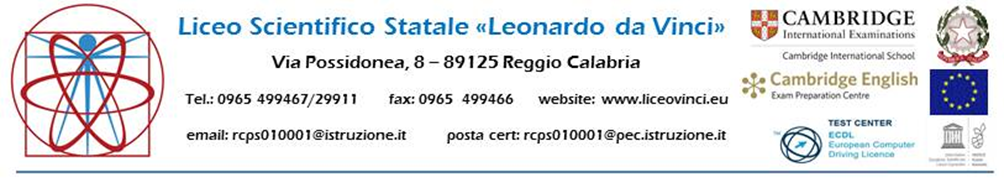 Liceo Scientifico Statale «Leonardo da Vinci»
Via Possidonea, 8 – 89125 Reggio Calabria
Tel.: 0965 499467/29911 fax: 0965 499466 website: www.liceovinci.eu
email: rcps010001@istruzione.it posta cert: rcps010001@pec.istruzione.it
CAMBRIDGE
International Examinations
Cambridge International School
Cambridge English
Exam Preparation Centre
TEST CENTER
ECDL
European Computer
Driving Licence